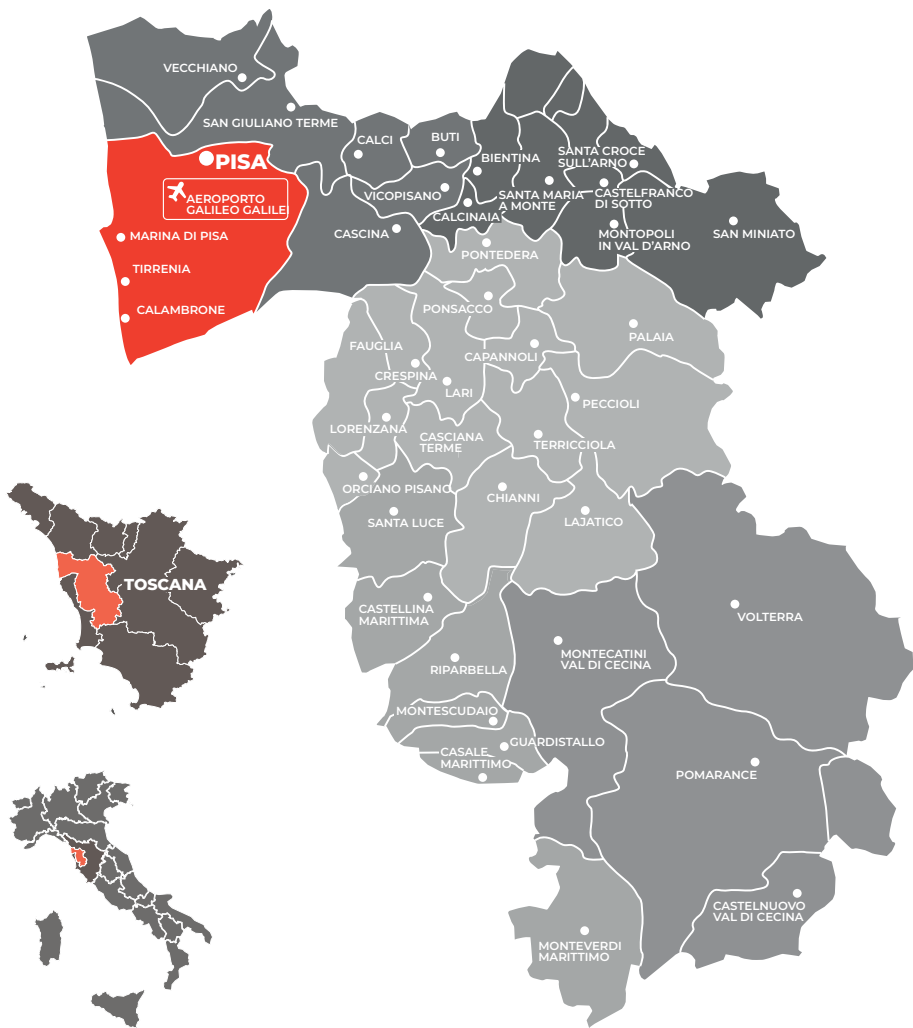 VECCHIANO
SAN GIULIANO TERME
CALCI
BUTI
BIENTINA
SANTA CROCE
SULL'ARNO
PISA
AEROPORTO
GALILEO GALILE
VICOPISANO
SANTA MARIA
A MONTE
CASTELFRANCO
DI SOTTO
CALCINAIA
CASCINA
MONTOPOLI
IN VAL D'ARNO
SAN MINIATO
MARINA DI PISA
TIRRENIA
CALAMBRONE
PONTEDERA
PONSACCO
PALAIA
FAUGLIA
CAPANNOLI
CRESPINA
LARI
PECCIOLI
LORENZANA
CASCIANA
TERME
TERRICCIOLA
ORCIANO PISANO
CHIANNI
SANTA LUCE
LAJATICO
TOSCANA
CASTELLINA
MARITTIMA
VOLTERRA
RIPARBELLA
MONTECATINI
VAL DI CECINA
MONTESCUDAIO
GUARDISTALLO
CASALE
MARITTIMO
POMARANCE
CASTELNUOVO
VAL DI CECINA
MONTEVERDI
MARITTIMO